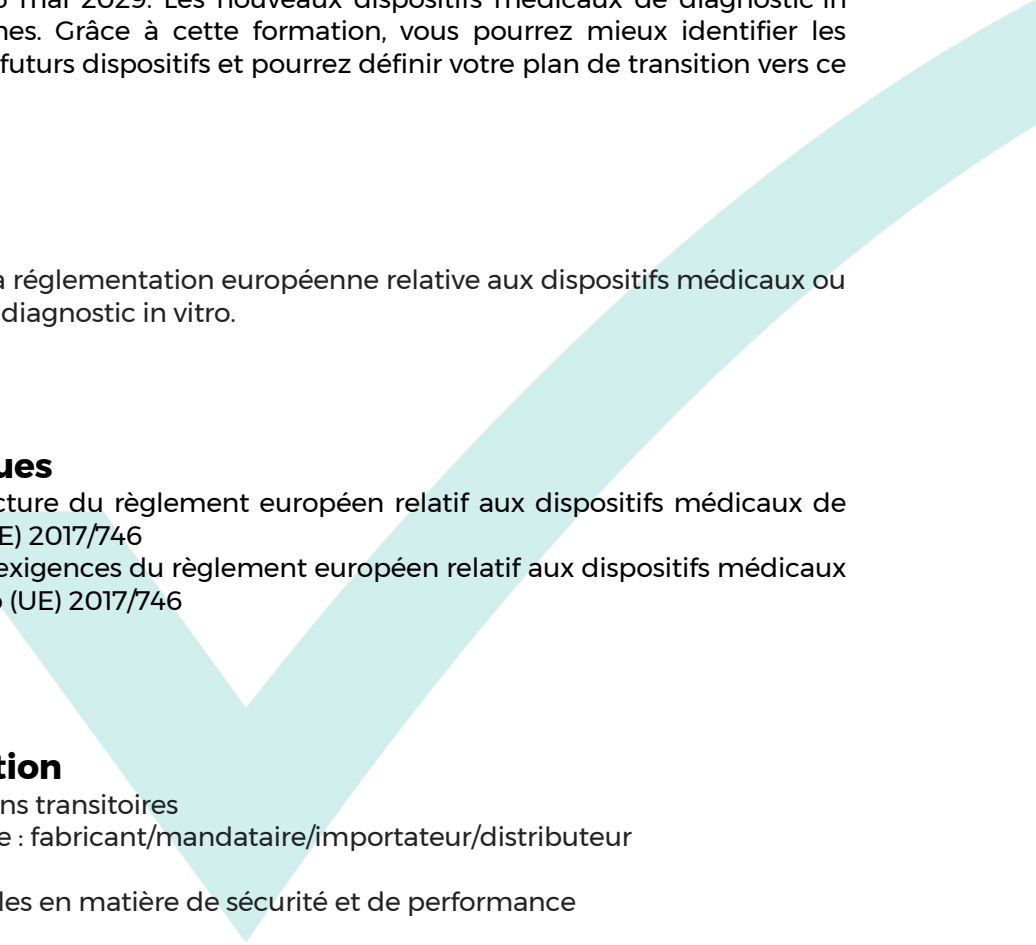 mai 2029. Les nouveaux dispositifs médicaux de diagnostic in
nes. Grâce à cette formation, vous pourrez mieux identifier les
futurs dispositifs et pourrez définir votre plan de transition vers ce
a réglementation européenne relative aux dispositifs médicaux ou
diagnostic in vitro.
ues
cture du règlement européen relatif aux dispositifs médicaux de
E) 2017/746
exigences du règlement européen relatif aux dispositifs médicaux
o (UE) 2017/746
tion
ns transitoires
e : fabricant/mandataire/importateur/distributeur
les en matière de sécurité et de performance